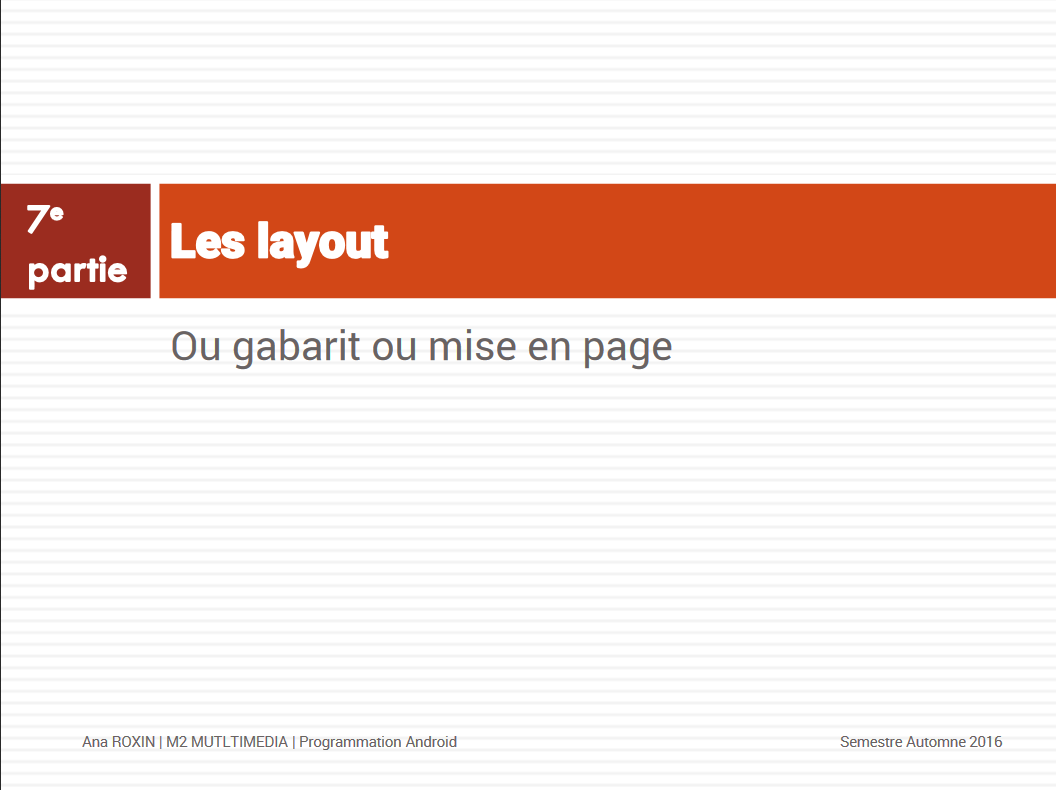 7e
partie
Les layout
Ou gabarit ou mise en page
Ana ROXIN | M2 MUTLTIMEDIA | Programmation Android
Semestre Automne 2016